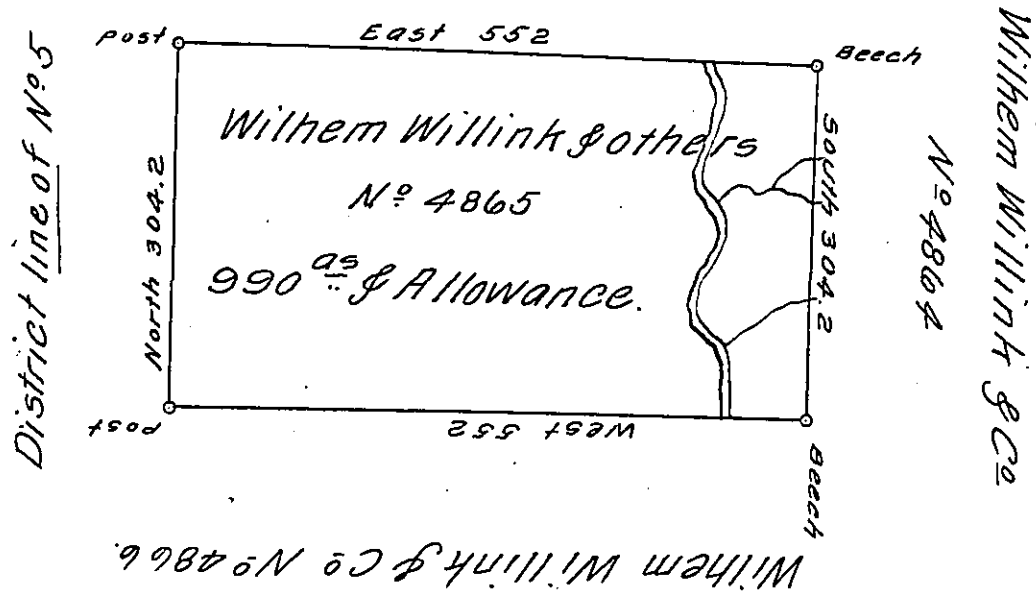 Post East 552 Beech
Wilhem Willink & others
Nº 4865
990 as & Allowance.
North 304.2
South 304.2
West 552
Post
Beech
District line of Nº 5
Wilhem Willink & Co
Nº 4864
Wilhem Willink & Co Nº 4866.